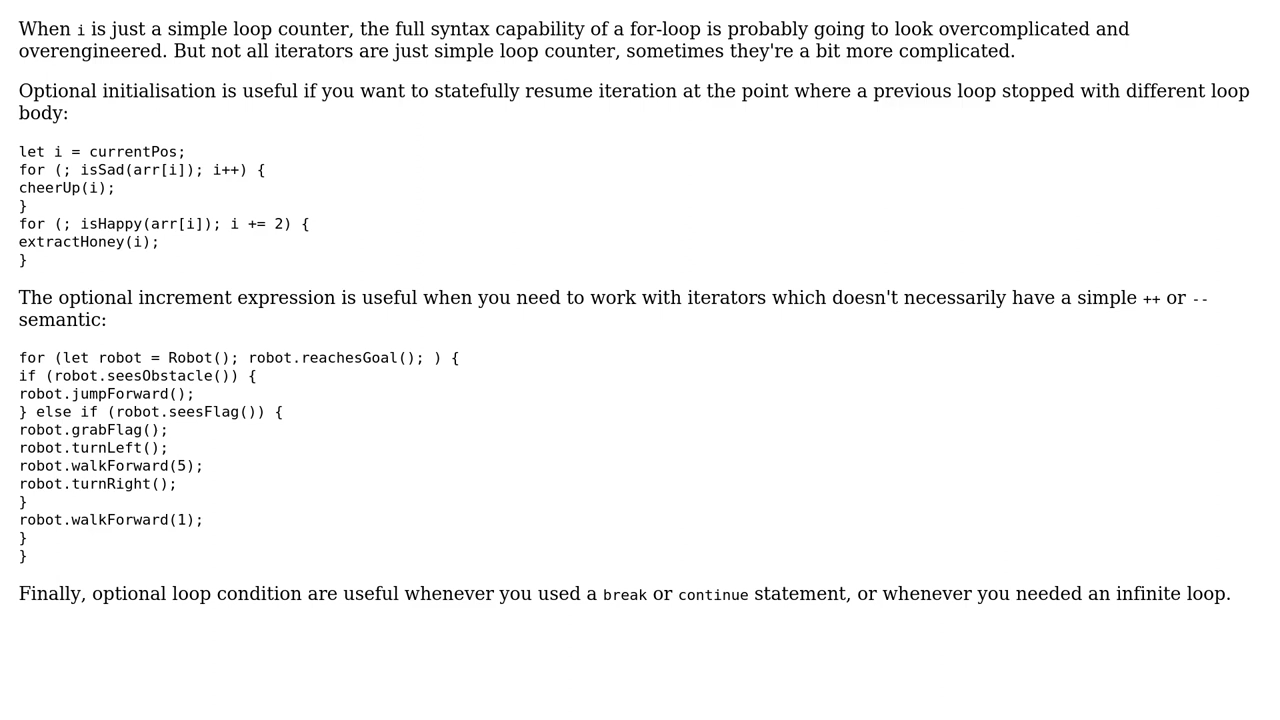 When i is just a simple loop counter, the full syntax capability of a for-loop is probably going to look overcomplicated and
overengineered. But not all iterators are just simple loop counter, sometimes they're a bit more complicated.
Optional initialisation is useful if you want to statefully resume iteration at the point where a previous loop stopped with different loop
body:
let i = currentPos;
for (; isSad(arr[i]); i++) {
cheerUp(i);
}
for (; isHappy(arr[i]); i += 2) {
extractHoney(i);
}
The optional increment expression is useful when you need to work with iterators which doesn't necessarily have a simple ++ or --
semantic:
for (let robot = Robot(); robot.reachesGoal(); ) {
if (robot.seesObstacle()) {
robot.jumpForward();
} else if (robot.seesFlag()) {
robot.grabFlag();
robot.turnLeft();
robot.walkForward(5);
robot.turnRight();
}
robot.walkForward(1);
}
}
Finally, optional loop condition are useful whenever you used a break or continue statement, or whenever you needed an infinite loop.